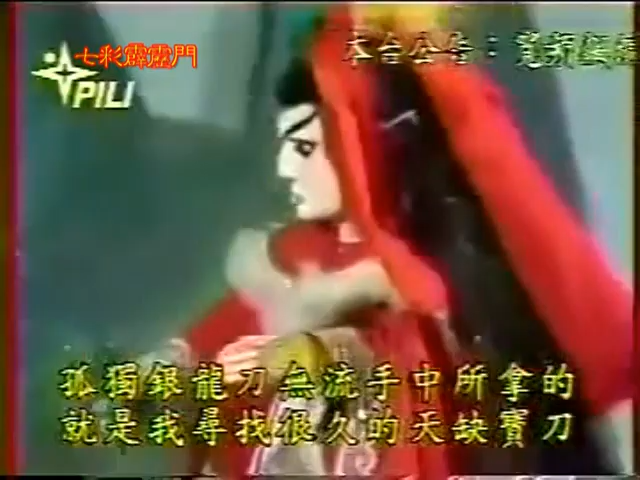 七彩霹靈門
PILI
本台公告：
孤獨銀龍刀無流手中所拿的
就是我尋找很久的天缺寶刀